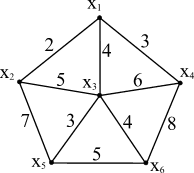 x₁
2 4 3
x₂ 5 x₃ 6 x₄
7 3 4 8
x₅ 5 x₆